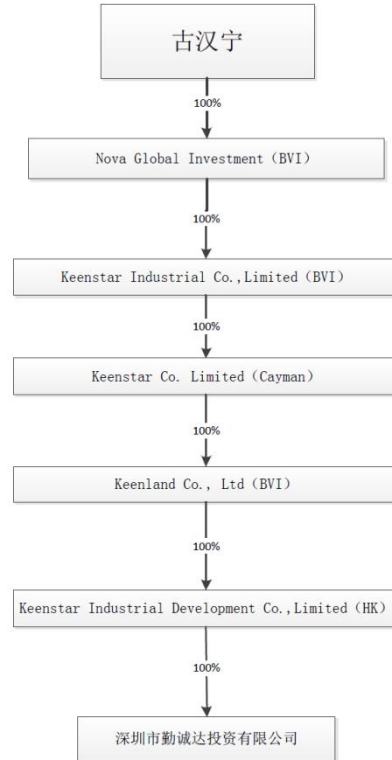 古汉宁
100%
Nova Global Investment（BVI）
100%
Keenstar Industrial Co.,Limited（BVI）
100%
Keenstar Co. Limited（Cayman）
100%
Keenland Co., Ltd（BVI）
100%
Keenstar Industrial Development Co.,Limited（HK）
100%
深圳市勤诚达投资有限公司